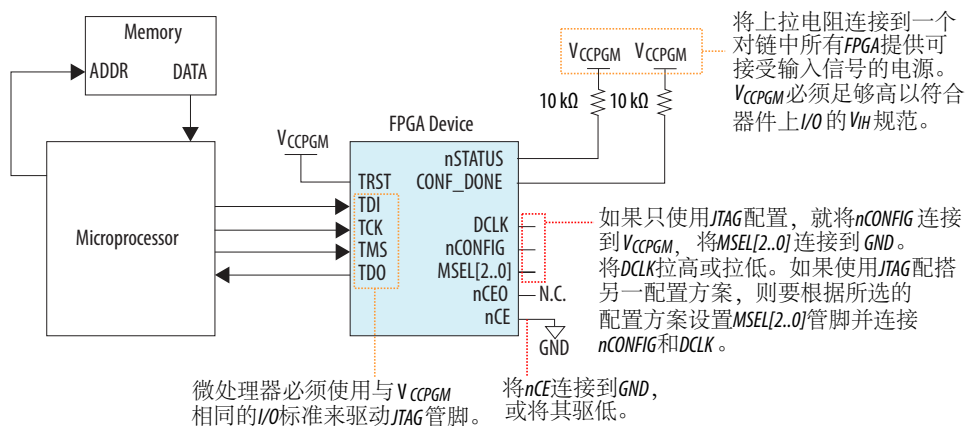 Memory
ADDR DATA
Microprocessor
V_CCPGM
FPGA Device
TRST
TDI
TCK
TMS
TDO
nSTATUS
CONF_DONE
DCLK
nCONFIG
MSEL[2..0]
nCE0
nCE
V_CCPGM V_CCPGM
10 kΩ 10 kΩ
N.C.
GND
将上拉电阻连接到一个
对链中所有FPGA提供可
接受输入信号的电源。
V_CCPGM必须足够高以符合
器件上I/O的V_IH规范。
如果只使用JTAG配置，就将nCONFIG连接
到V_CCPGM，将MSEL[2..0]连接到GND。
将DCLK拉高或拉低。如果使用JTAG配搭
另一配置方案，则要根据所选的
配置方案设置MSEL[2..0]管脚并连接
nCONFIG和DCLK。
微处理器必须使用与V_CCPGM
相同的I/O标准来驱动JTAG管脚。
将nCE连接到GND，
或将其驱低。